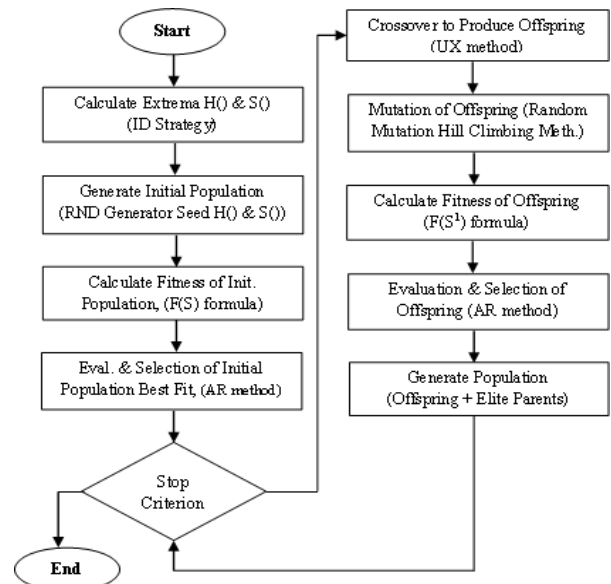 Start
Calculate Extrema H() & S()
(ID Strategy)
Generate Initial Population
(RND Generator Seed H() & S())
Calculate Fitness of Init.
Population, (F(S) formula)
Eval. & Selection of Initial
Population Best Fit, (AR method)
Stop
Criterion
End
Crossover to Produce Offspring
(UX method)
Mutation of Offspring (Random
Mutation Hill Climbing Meth.)
Calculate Fitness of Offspring
(F(S¹) formula)
Evaluation & Selection of
Offspring (AR method)
Generate Population
(Offspring + Elite Parents)